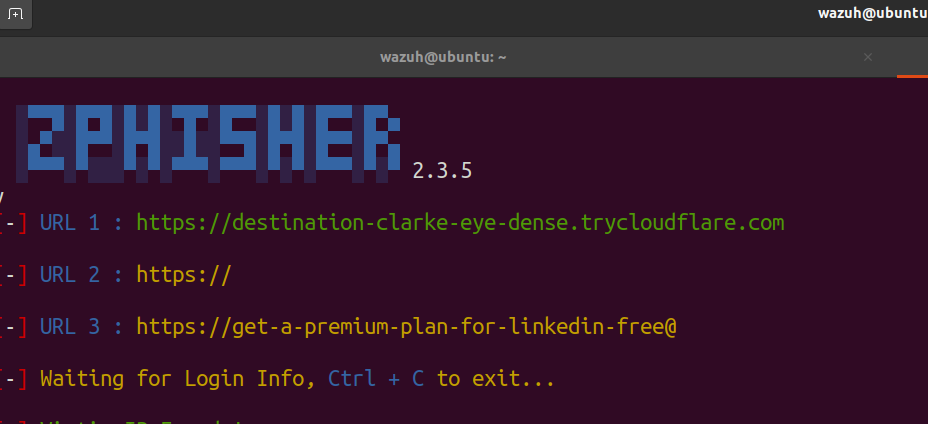 wazuh@ubuntu
wazuh@ubuntu: ~
ZPHISHER 2.3.5
[-] URL 1 : https://destination-clarke-eye-dense.trycloudflare.com
[-] URL 2 : https://
[-] URL 3 : https://get-a-premium-plan-for-linkedin-free@
[-] Waiting for Login Info, Ctrl + C to exit...